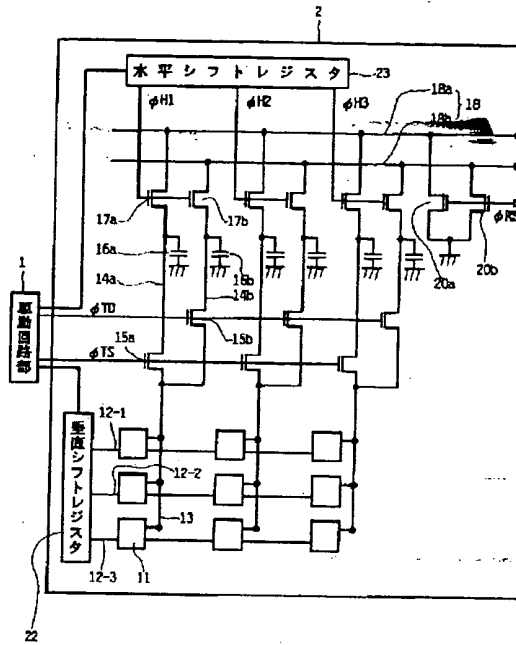 2
水平シフトレジスタ
23
φH1
φH2
φH3
18a
18
18b
17a
17b
φRS
16a
16b
20a
20b
14a
14b
1
駆動回路部
φTD
15b
φTS
15a
垂直シフトレジスタ
12-1
12-2
13
12-3
11
22